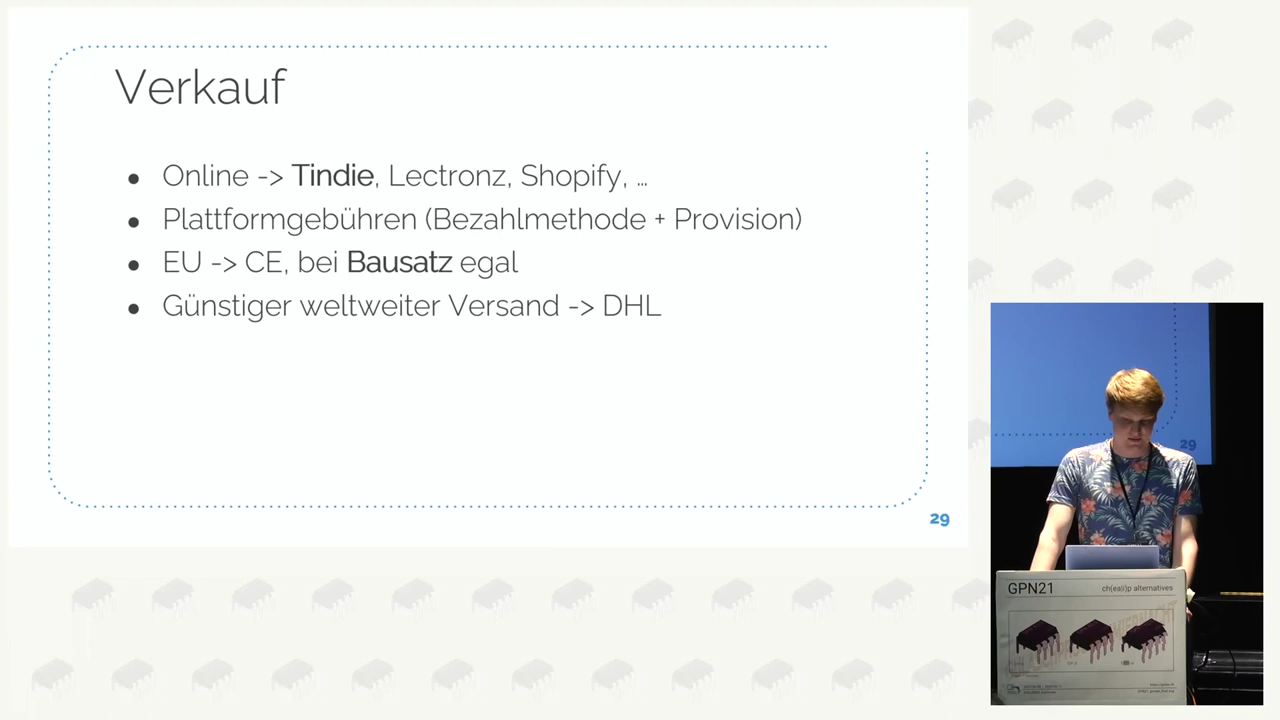 Verkauf
● Online -> Tindie, Lectronz, Shopify, ...
● Plattformgebühren (Bezahlmethode + Provision)
● EU -> CE, bei Bausatz egal
● Günstiger weltweiter Versand -> DHL
29
29
GPN21
ch(ea(i)p alternatives